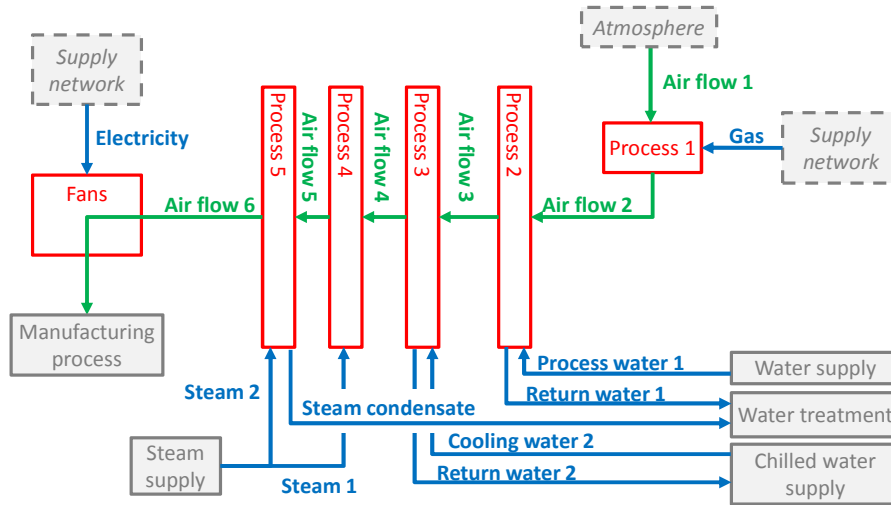 Atmosphere
Supply
network
Air flow 1
Electricity
Gas
Supply
network
Process 1
Process 5
Air flow 5
Process 4
Air flow 4
Process 3
Air flow 3
Process 2
Fans
Air flow 6
Air flow 2
Manufacturing
process
Process water 1
Water supply
Steam 2
Return water 1
Steam condensate
Water treatment
Cooling water 2
Steam
supply
Chilled water
supply
Steam 1
Return water 2